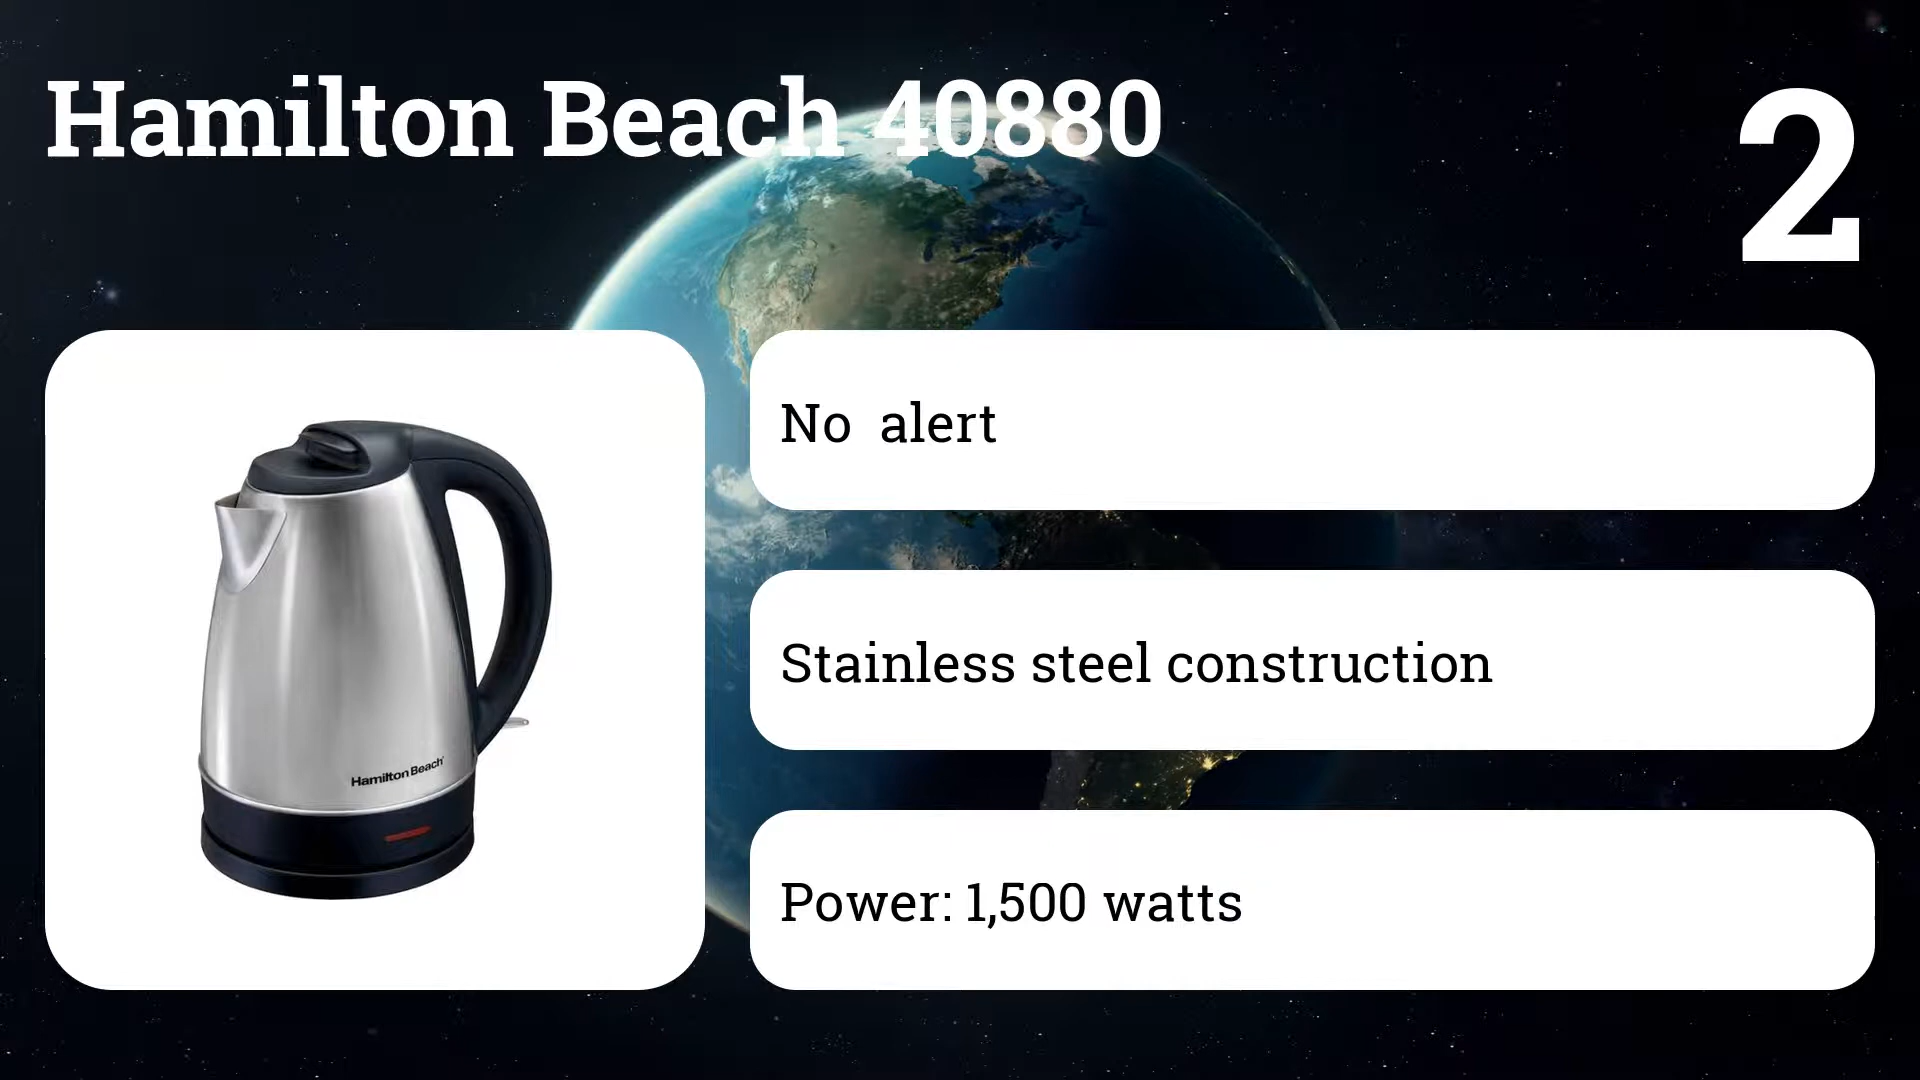 Hamilton Beach 40880
2
No  alert
Stainless steel construction
Power: 1,500 watts
Hamilton Beach